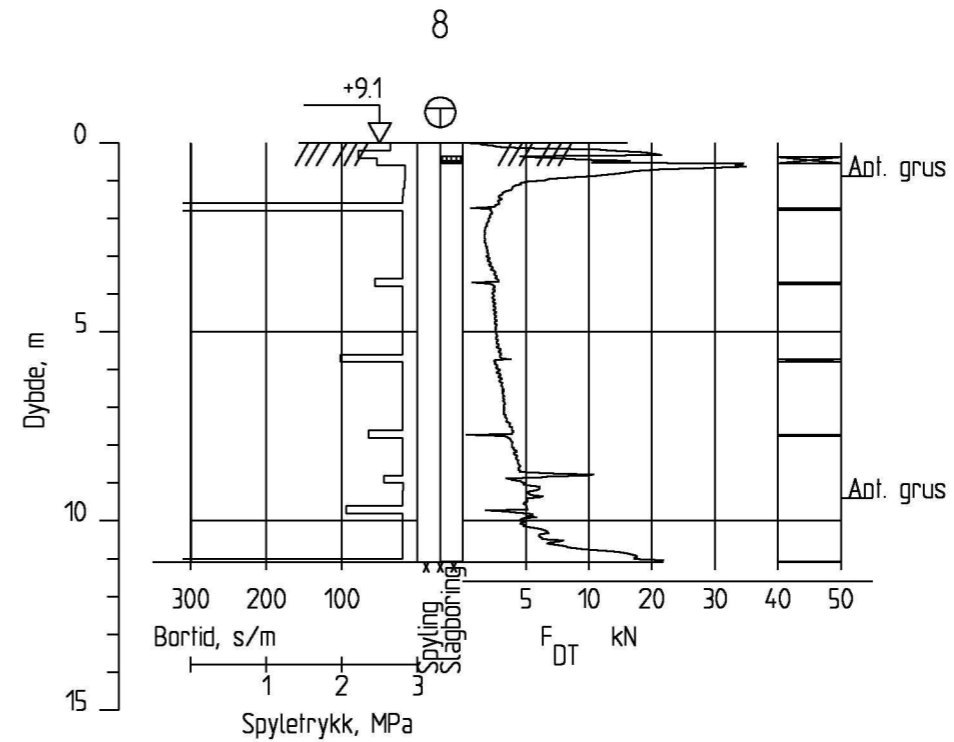 8
+9.1
0
Ant. grus
5
Dybde, m
Ant. grus
10
300 200 100 Spyling Slagboring 5 10 20 30 40 50
Bortid, s/m
F DT kN
1 2 3
15
Spyletrykk, MPa